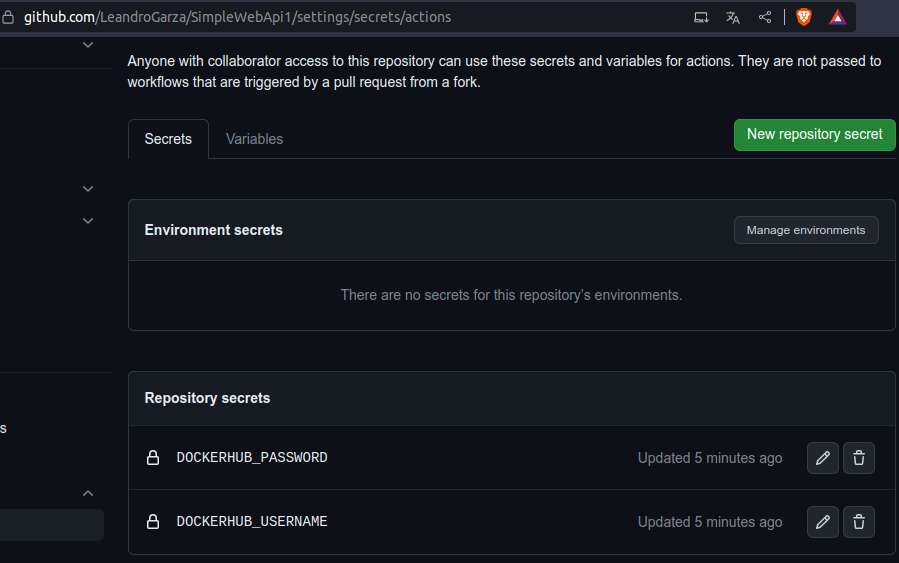 github.com/LeandroGarza/SimpleWebApi1/settings/secrets/actions
Anyone with collaborator access to this repository can use these secrets and variables for actions. They are not passed to
workflows that are triggered by a pull request from a fork.
Secrets
Variables
New repository secret
Environment secrets
Manage environments
There are no secrets for this repository’s environments.
Repository secrets
s
DOCKERHUB_PASSWORD
Updated 5 minutes ago
DOCKERHUB_USERNAME
Updated 5 minutes ago